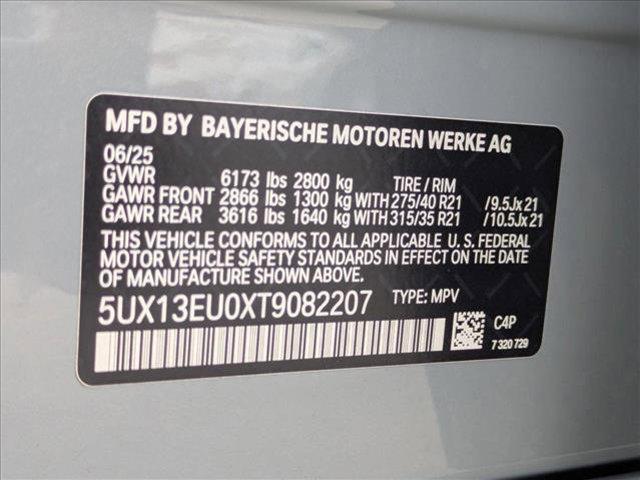 MFD BY BAYERISCHE MOTOREN WERKE AG
06/25
GVWR 6173 lbs 2800 kg TIRE / RIM
GAWR FRONT 2866 lbs 1300 kg WITH 275/40 R21 /9.5Jx21
GAWR REAR 3616 lbs 1640 kg WITH 315/35 R21 /10.5Jx21
THIS VEHICLE CONFORMS TO ALL APPLICABLE U.S. FEDERAL
MOTOR VEHICLE SAFETY STANDARDS IN EFFECT ON THE DATE
OF MANUFACTURE SHOWN ABOVE.
5UX13EU0XT9082207 TYPE: MPV
C4P
7 320 729